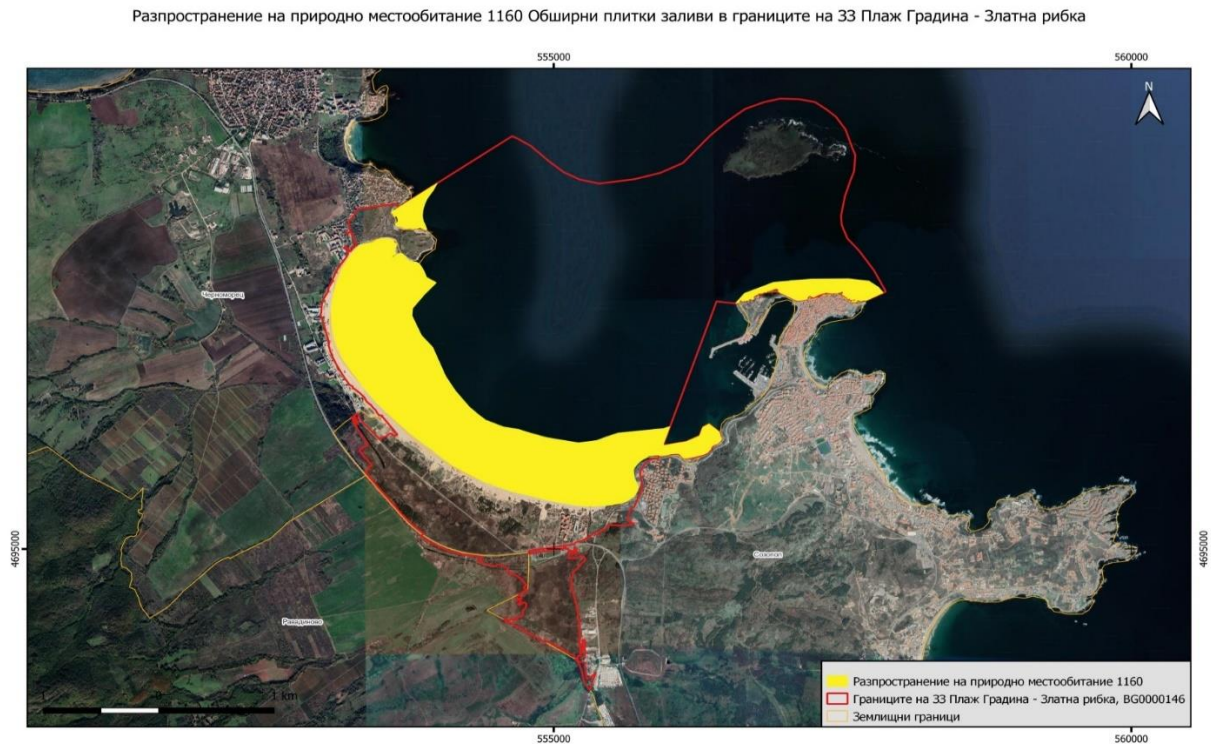 Разпространение на природно местообитание 1160 Обширни плитки заливи в границите на ЗЗ Плаж Градина - Златна рибка
555000
560000
N
Черноморец
4695000
4695000
Созопол
Равадиново
Разпространение на природно местообитание 1160
Границите на ЗЗ Плаж Градина - Златна рибка, BG0000146
Землищни граници
1 km
555000
560000